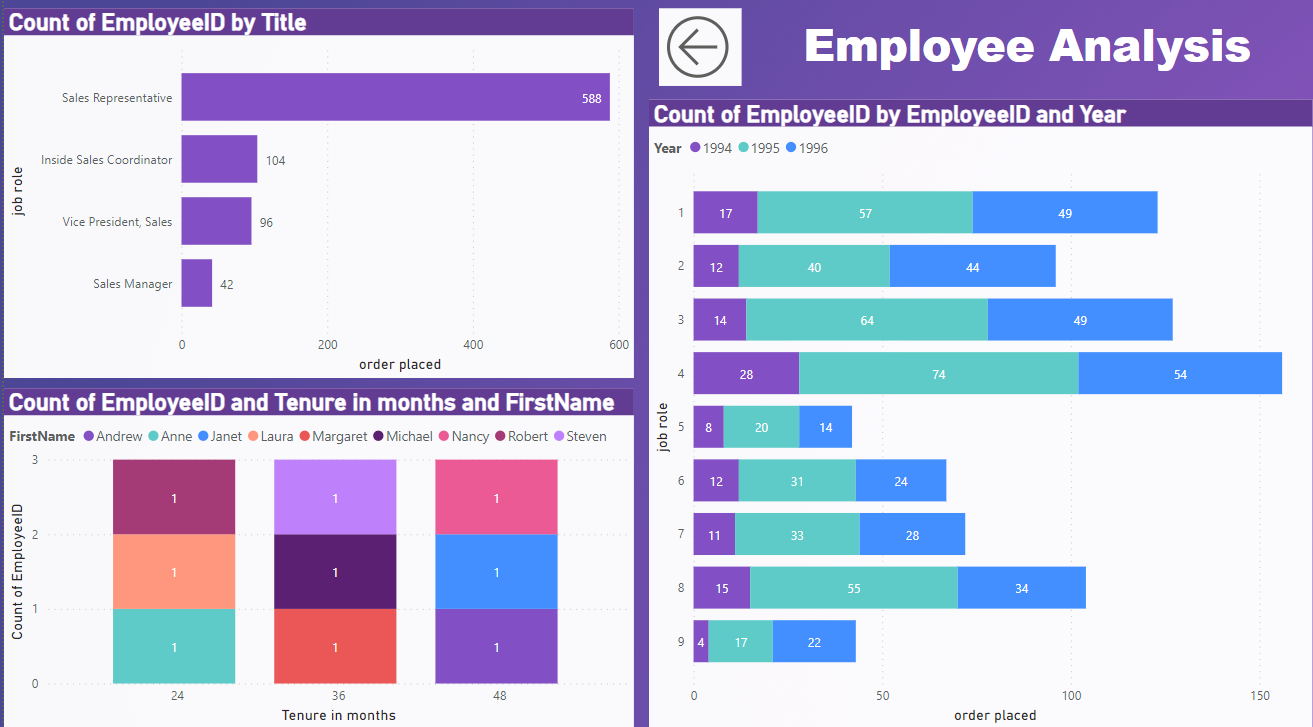 Count of EmployeeID by Title
job role
Sales Representative 588
Inside Sales Coordinator 104
Vice President, Sales 96
Sales Manager 42
0 200 400 600
order placed
Count of EmployeeID and Tenure in months and FirstName
FirstName Andrew Anne Janet Laura Margaret Michael Nancy Robert Steven
Count of EmployeeID
3
1 1 1
2
1 1 1
1
1 1 1
0
24 36 48
Tenure in months
Employee Analysis
Count of EmployeeID by EmployeeID and Year
Year 1994 1995 1996
job role
1 17 57 49
2 12 40 44
3 14 64 49
4 28 74 54
5 8 20 14
6 12 31 24
7 11 33 28
8 15 55 34
9 4 17 22
0 50 100 150
order placed